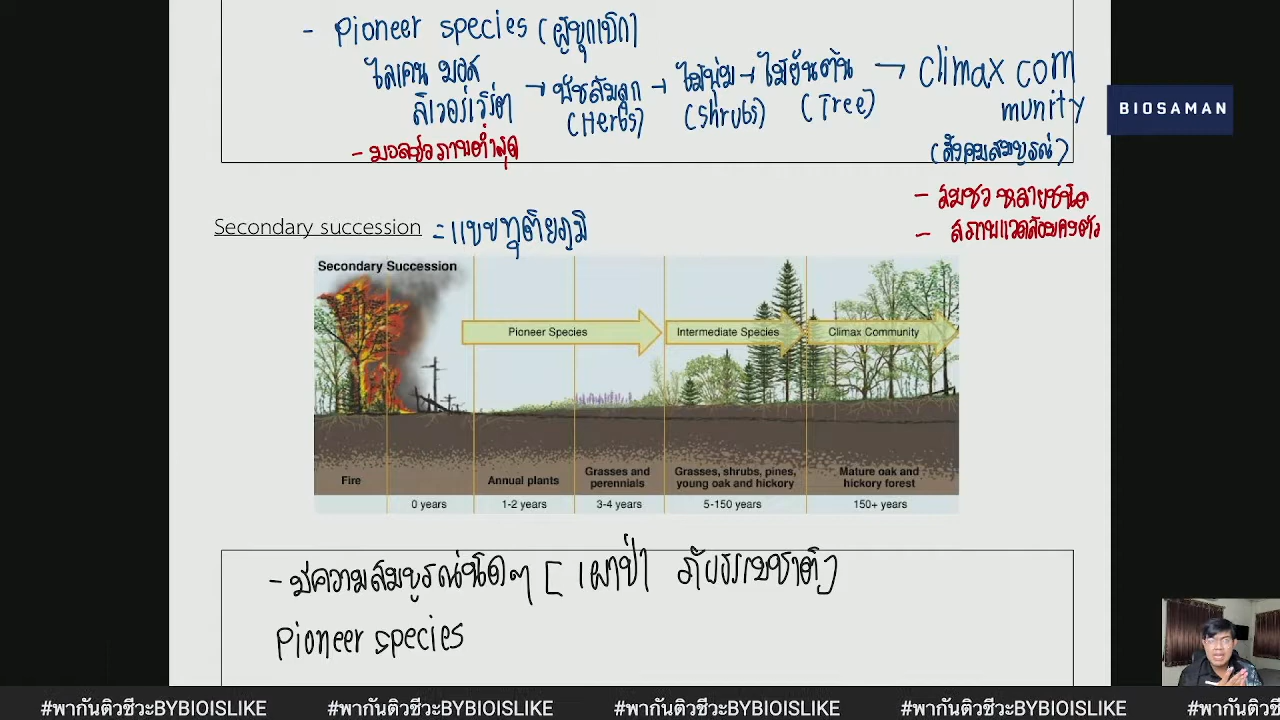 - Pioneer species (ผู้บุกเบิก)
ไลเคน มอส → พืชล้มลุก → ไม้พุ่ม → ไม้ยืนต้น → climax com
ลิเวอร์เวิร์ต (Herbs) (Shrubs) (Tree) munity
(สังคมสมบูรณ์)
BIOSAMAN
- มวลชีวภาพต่ำสุด
- มีมชว หลายชนิด
- สภาพแวดล้อมคงตัว
Secondary succession = แบบทุติยภูมิ
Secondary Succession
Pioneer Species Intermediate Species Climax Community
Fire Annual plants Grasses and perennials Grasses, shrubs, pines, young oak and hickory Mature oak and hickory forest
0 years 1-2 years 3-4 years 5-150 years 150+ years
- มีความสมบูรณ์นิดๆ [ เผาป่า ภัยธรรมชาติ]
Pioneer species
#พากันติวชีวะBYBIOISLIKE #พากันติวชีวะBYBIOISLIKE #พากันติวชีวะBYBIOISLIKE #พากันติวชีวะBYBIOISLIKE #พากันติวชีวะ